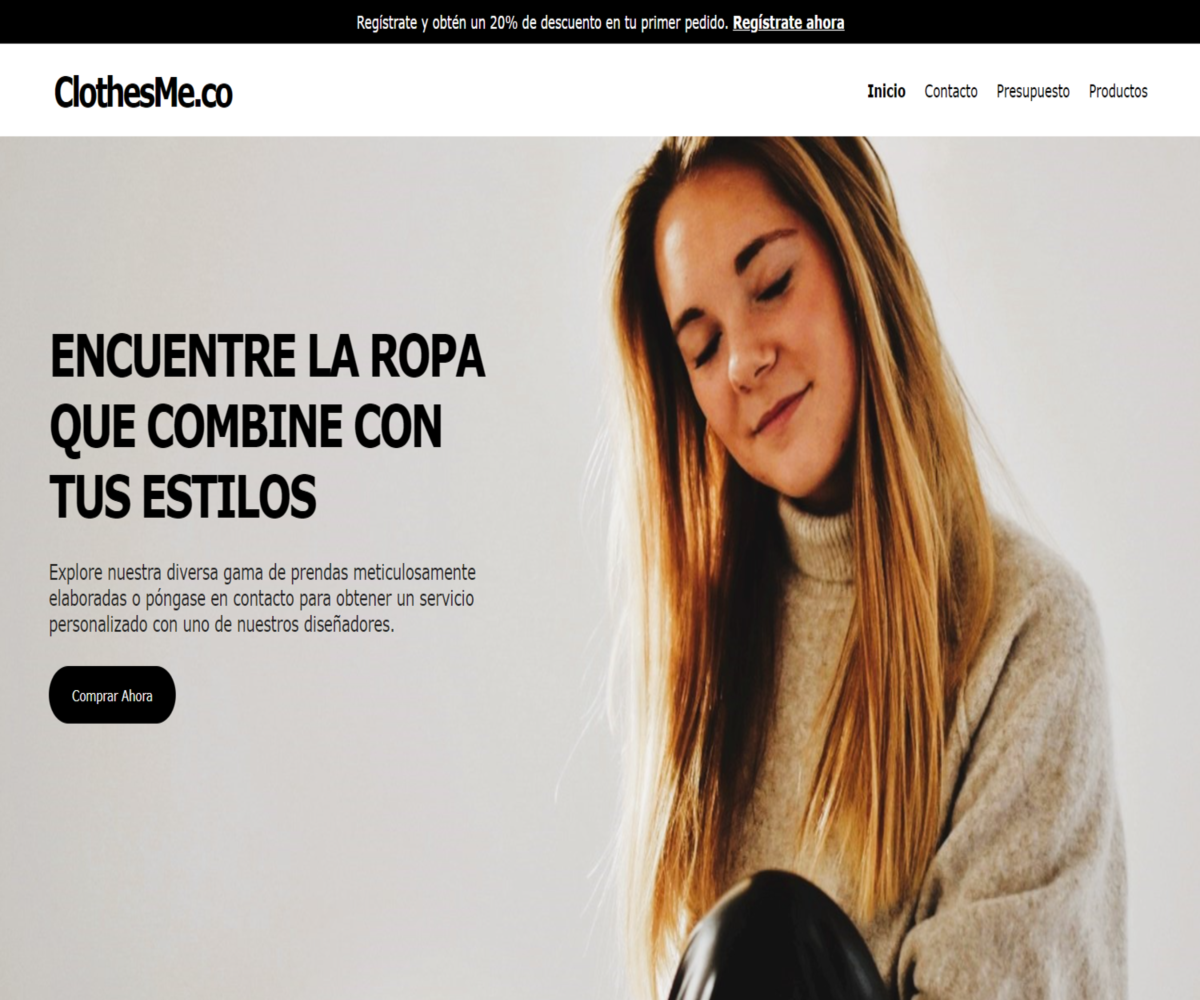 Regístrate y obtén un 20% de descuento en tu primer pedido. Regístrate ahora
ClothesMe.co
Inicio Contacto Presupuesto Productos
ENCUENTRE LA ROPA
QUE COMBINE CON
TUS ESTILOS
Explore nuestra diversa gama de prendas meticulosamente
elaboradas o póngase en contacto para obtener un servicio
personalizado con uno de nuestros diseñadores.
Comprar Ahora